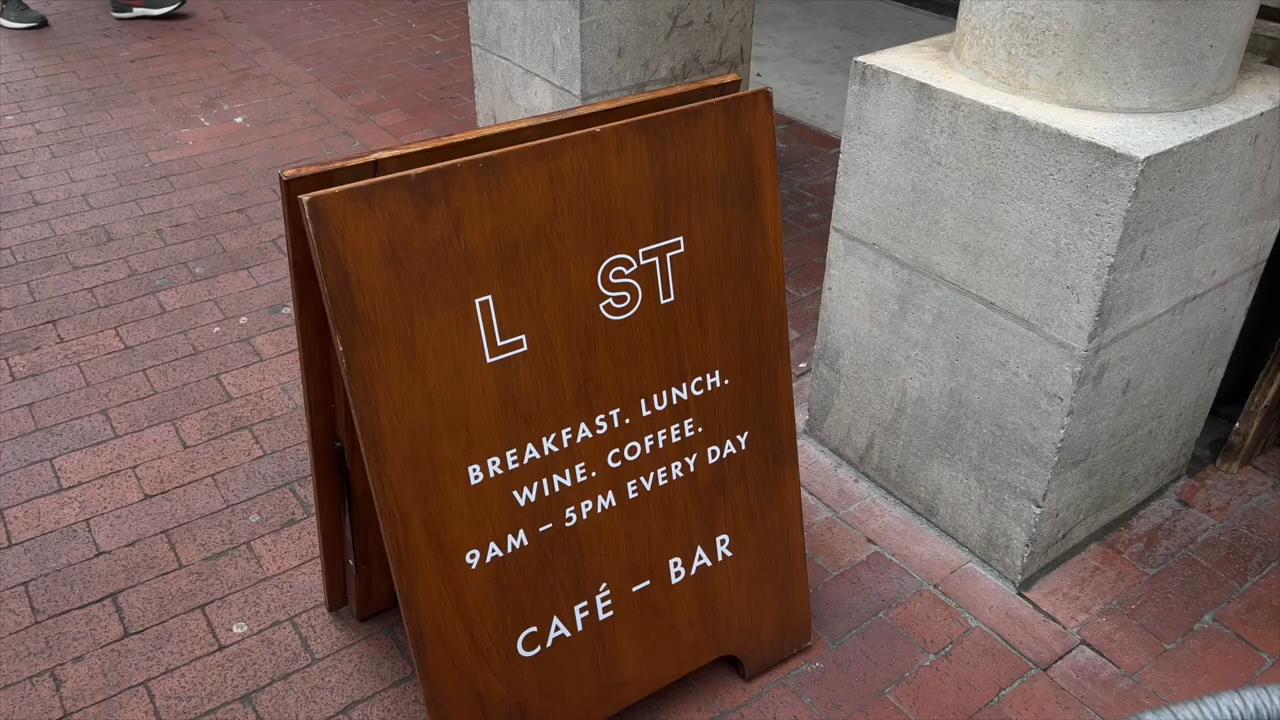 L ST
BREAKFAST. LUNCH.
WINE. COFFEE.
9AM – 5PM EVERY DAY
CAFÉ – BAR